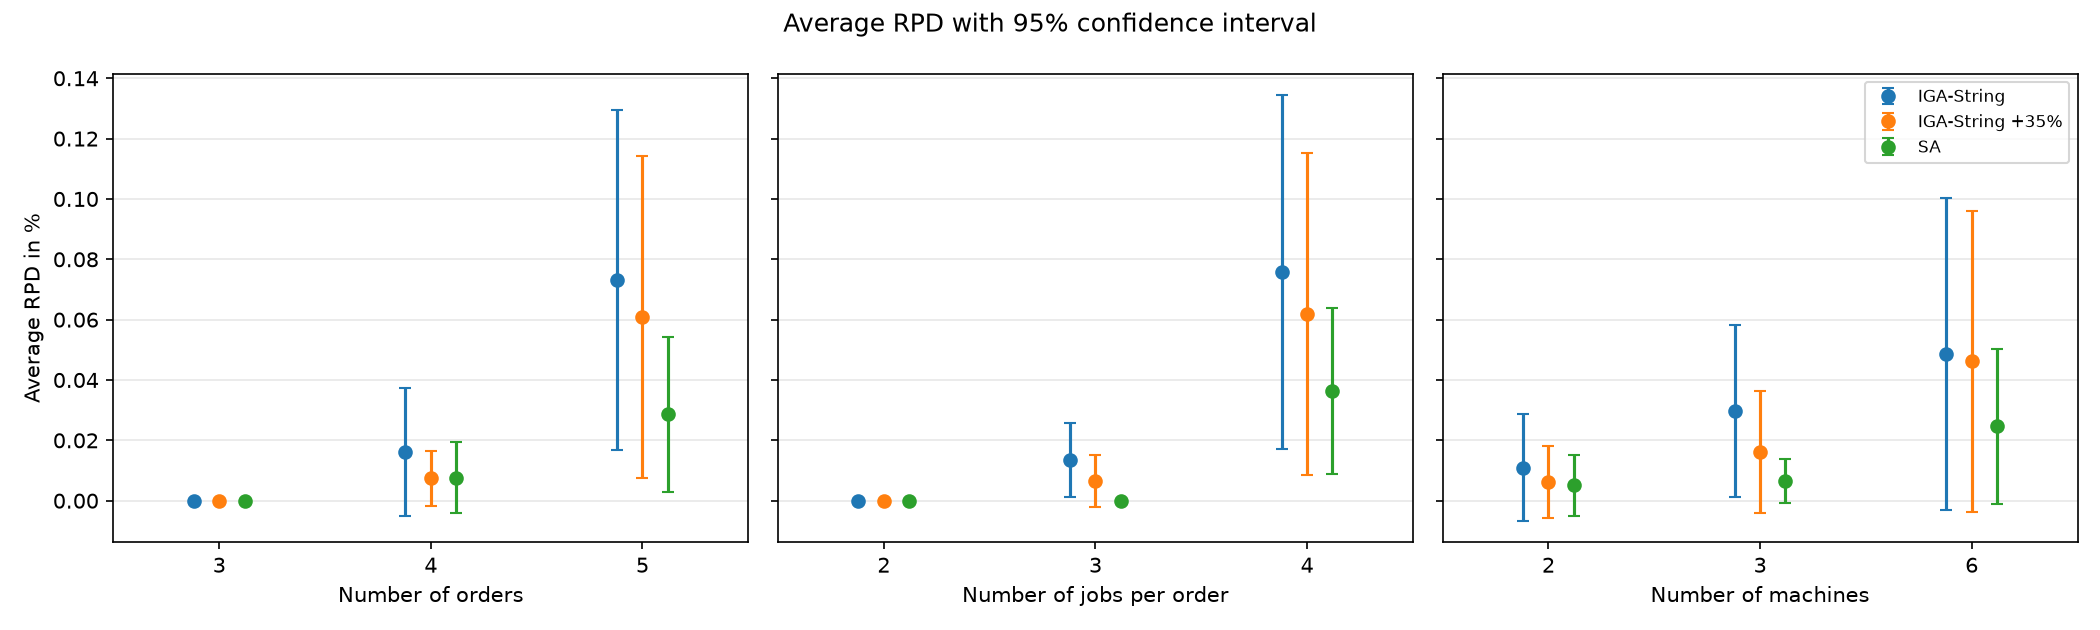 Average RPD with 95% confidence interval
Average RPD in %
0.14
0.12
0.10
0.08
0.06
0.04
0.02
0.00
3 4 5
Number of orders
2 3 4
Number of jobs per order
IGA-String
IGA-String +35%
SA
2 3 6
Number of machines